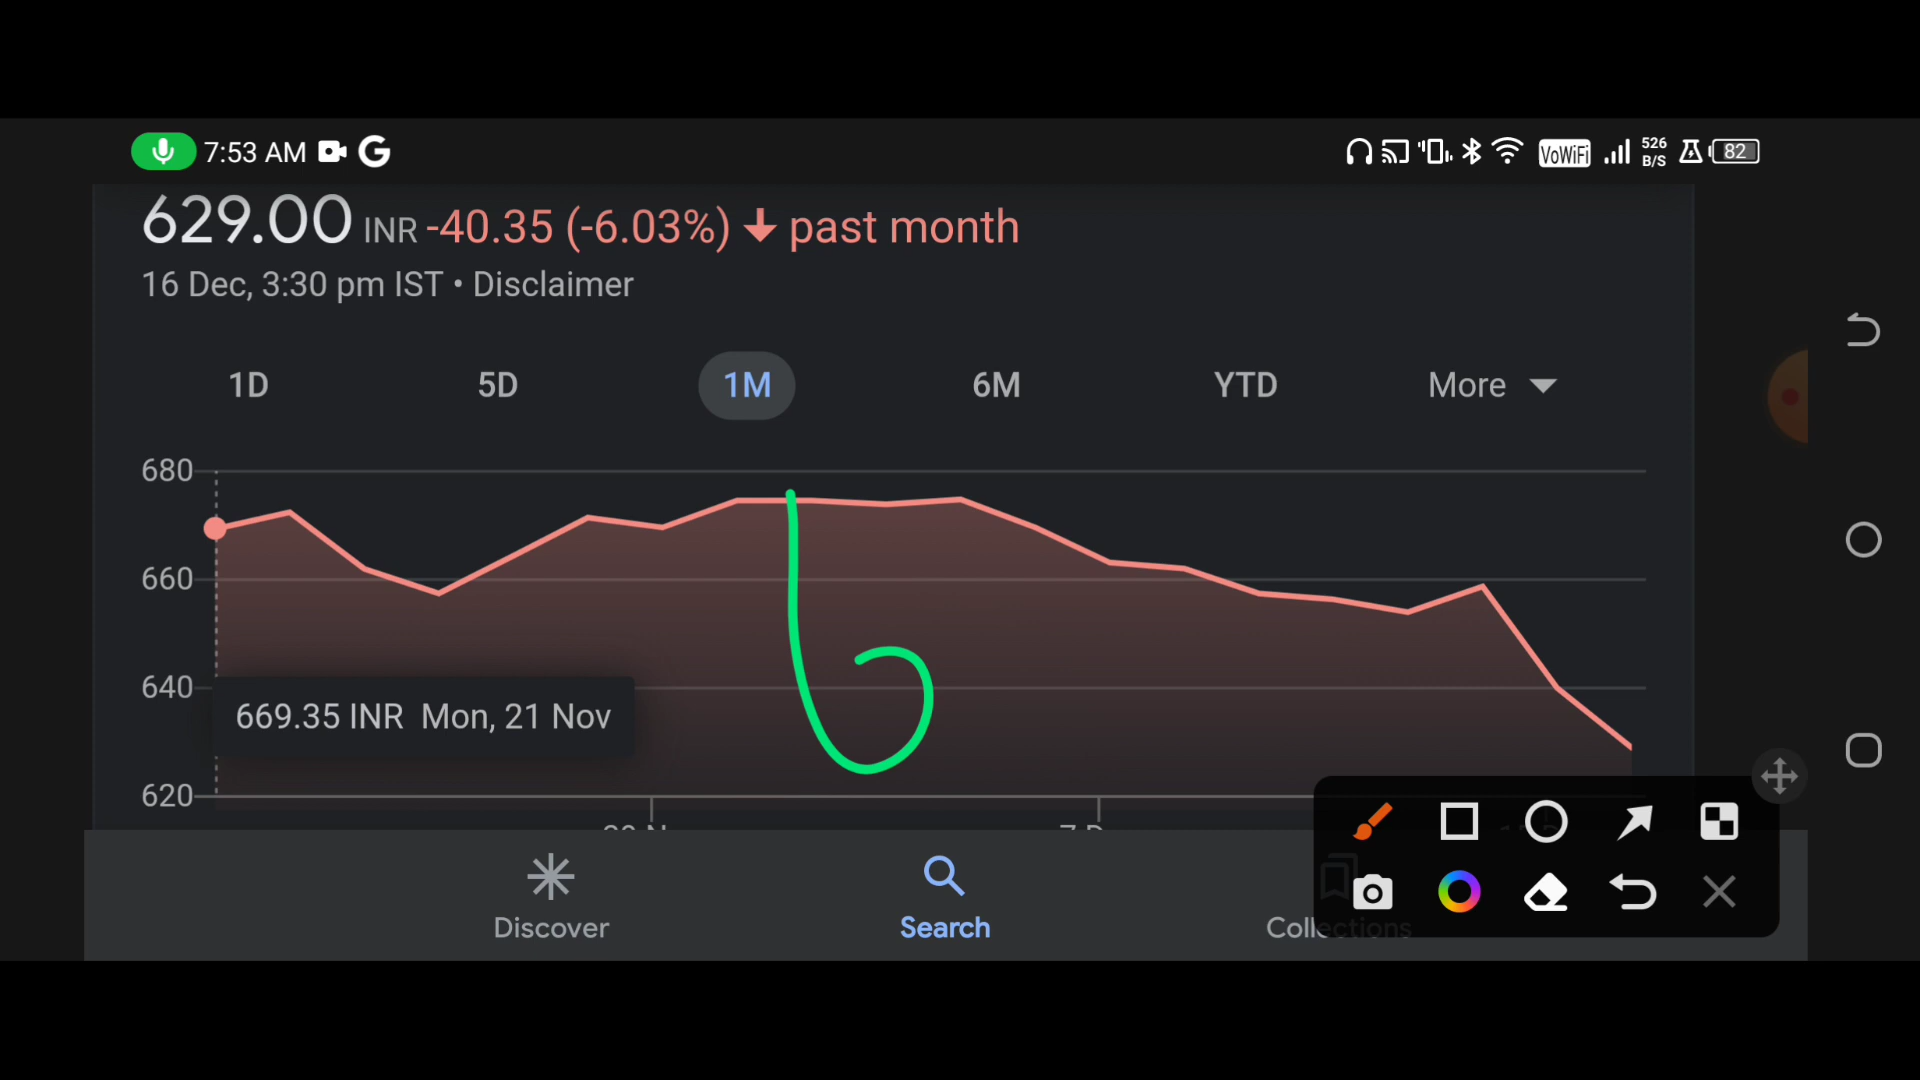 7:53 AM
VoWiFi
526
B/S
82
629.00 INR -40.35 (-6.03%) past month
16 Dec, 3:30 pm IST • Disclaimer
1D 5D 1M 6M YTD More
680
660
640
669.35 INR Mon, 21 Nov
620
6
Discover Search Collections